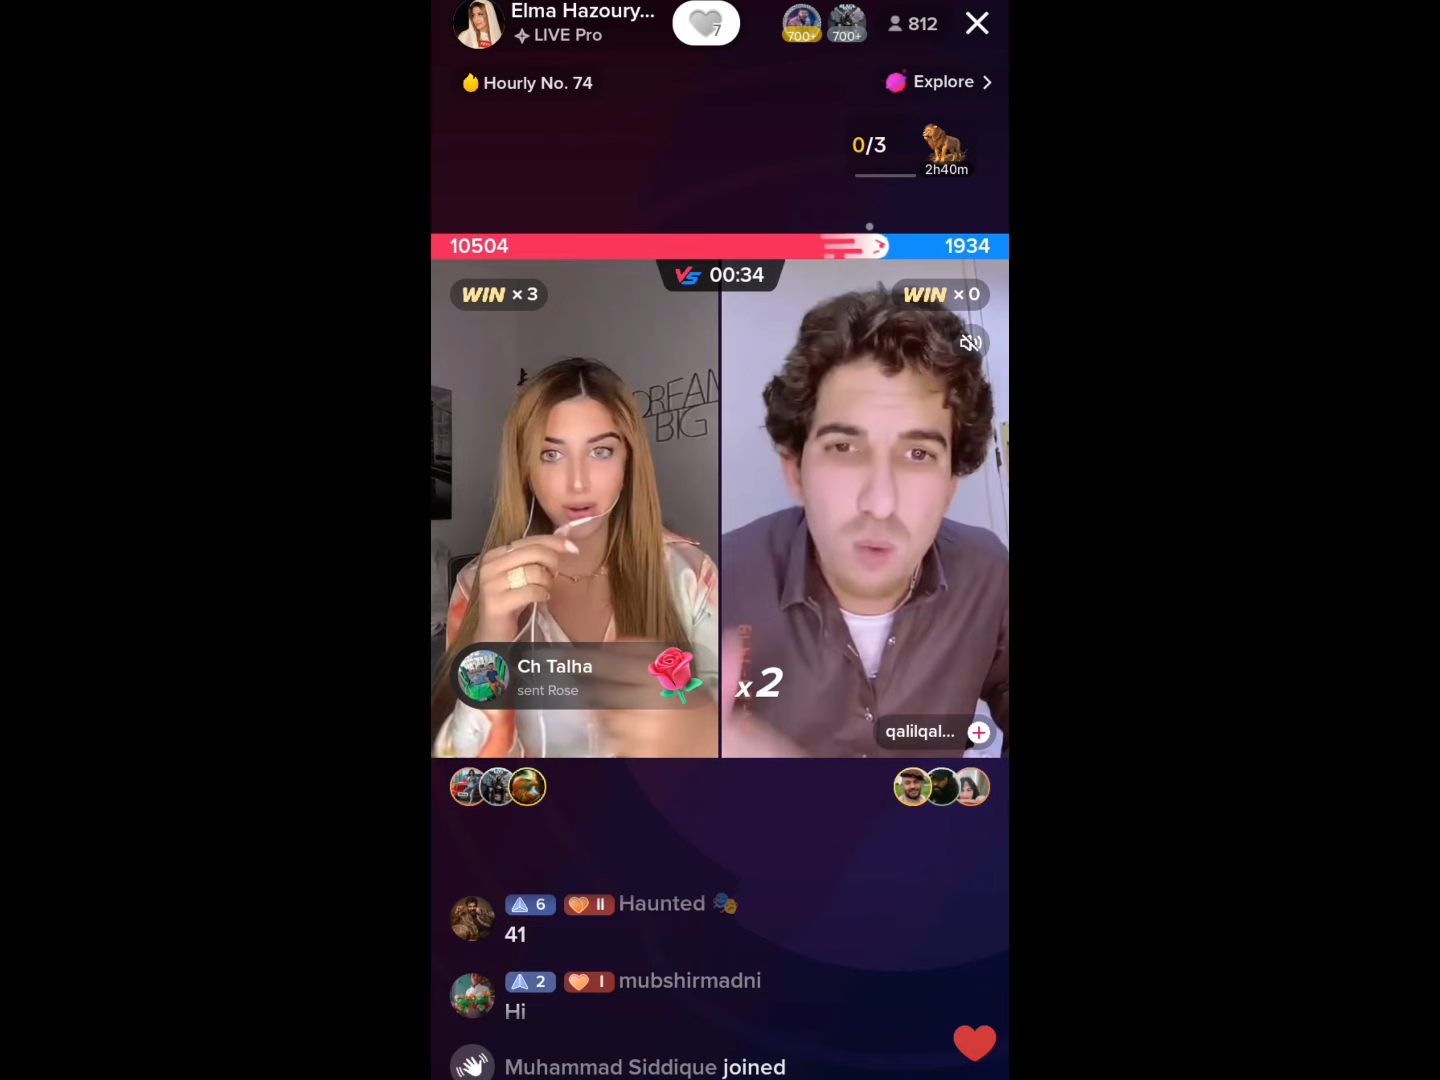 Elma Hazoury...
LIVE Pro
7
700+
700+
812
Hourly No. 74
Explore
0/3
2h40m
10504
1934
VS 00:34
WIN × 3
WIN × 0
DREAM
BIG
Ch Talha
sent Rose
x2
qalilqal...
6 II Haunted
41
2 I mubshirmadni
Hi
Muhammad Siddique joined